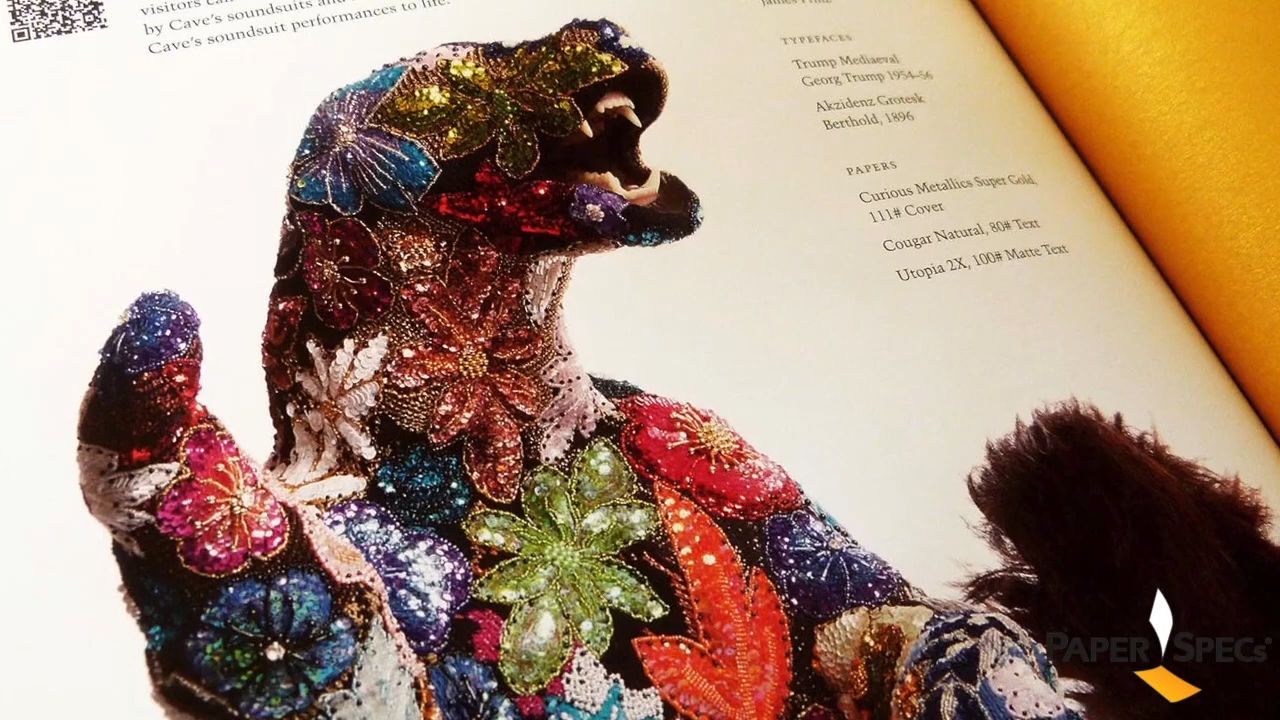 visitors can
by Cave's soundsuits and
Cave's soundsuit performances to life.
TYPEFACES
Trump Mediaeval
Georg Trump 1954–56
Akzidenz Grotesk
Berthold, 1896
PAPERS
Curious Metallics Super Gold,
111# Cover
Cougar Natural, 80# Text
Utopia 2X, 100# Matte Text
PAPER SPECS®